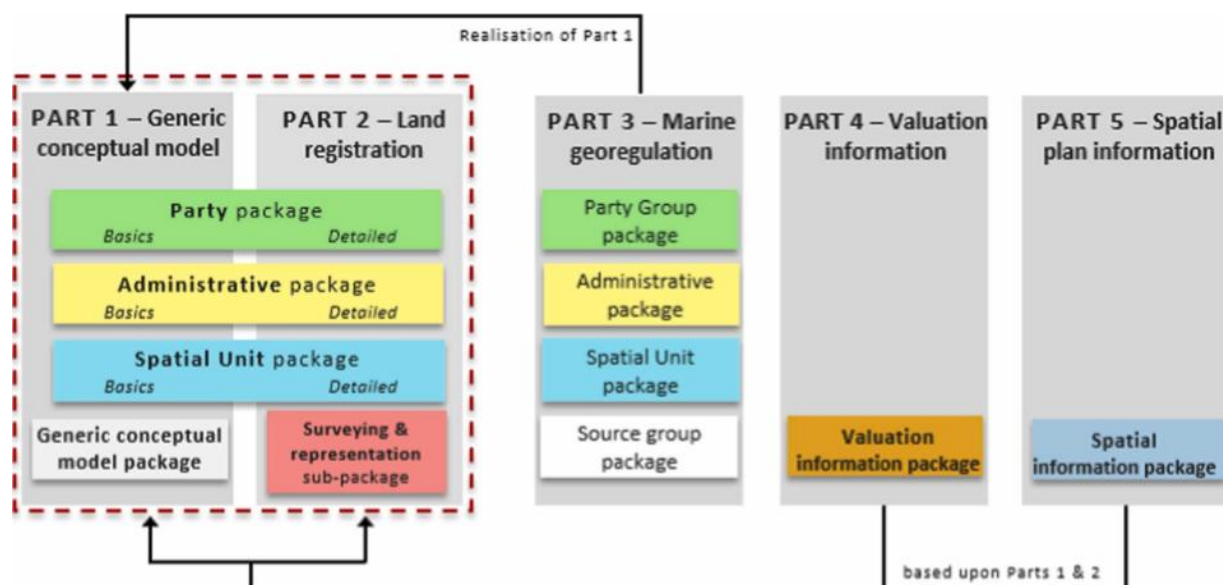 Realisation of Part 1
PART 1 – Generic
conceptual model
PART 2 – Land
registration
PART 3 – Marine
georegulation
PART 4 – Valuation
information
PART 5 – Spatial
plan information
Party package
Basics Detailed
Administrative package
Basics Detailed
Spatial Unit package
Basics Detailed
Generic conceptual
model package
Surveying &
representation
sub-package
Party Group
package
Administrative
package
Spatial Unit
package
Source group
package
Valuation
information package
Spatial
information package
based upon Parts 1 & 2